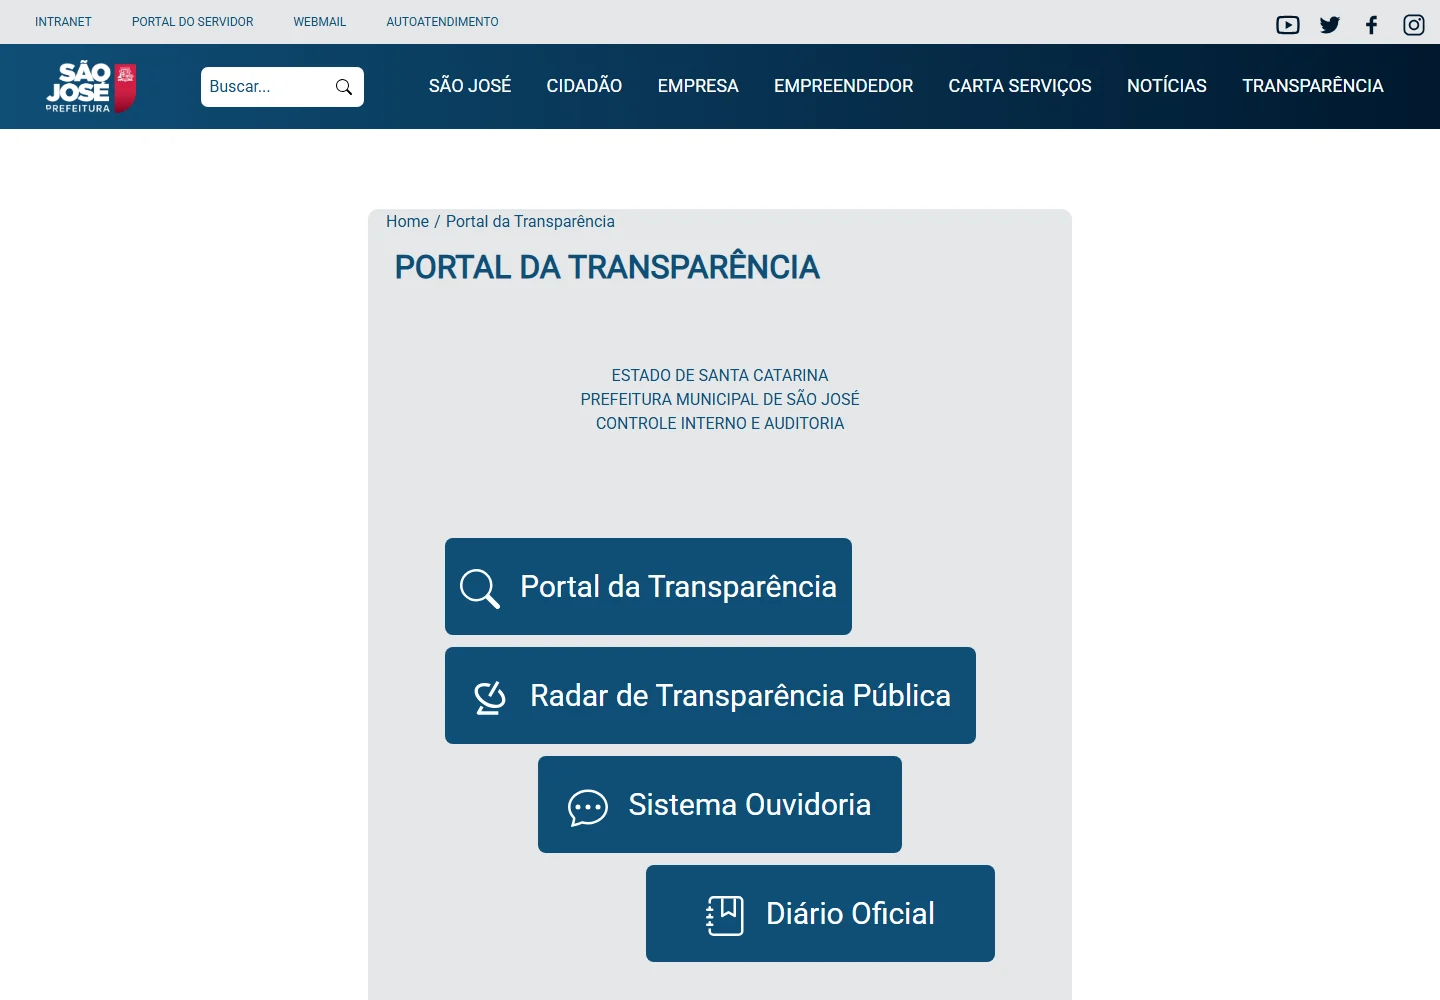 INTRANET PORTAL DO SERVIDOR WEBMAIL AUTOATENDIMENTO
SÃO
JOSÉ
PREFEITURA
Buscar...
SÃO JOSÉ CIDADÃO EMPRESA EMPREENDEDOR CARTA SERVIÇOS NOTÍCIAS TRANSPARÊNCIA
Home / Portal da Transparência
PORTAL DA TRANSPARÊNCIA
ESTADO DE SANTA CATARINA
PREFEITURA MUNICIPAL DE SÃO JOSÉ
CONTROLE INTERNO E AUDITORIA
Portal da Transparência
Radar de Transparência Pública
Sistema Ouvidoria
Diário Oficial